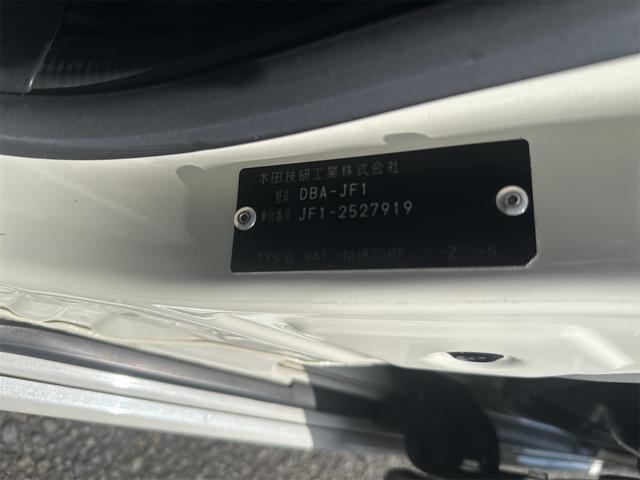 本田技研工業株式会社
型式 DBA-JF1
車台番号 JF1-2527919
TY5 G 9A1 -NH875PF -Z -S